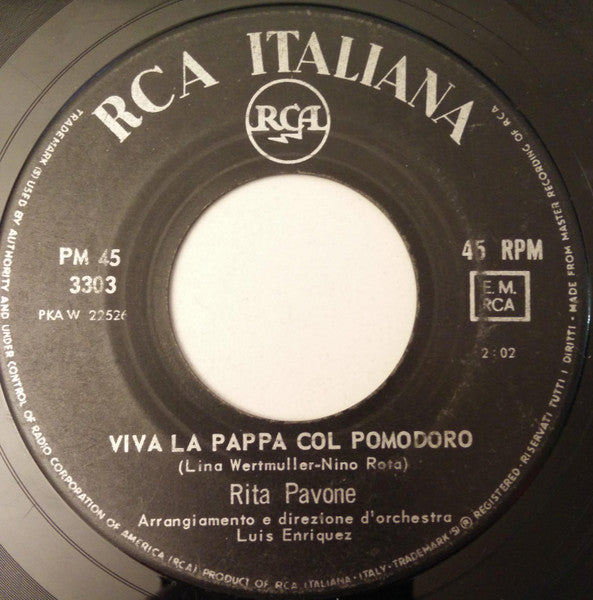 RCA ITALIANA
RCA
PM 45
3303
PKA W 22526
45 RPM
E.M.
RCA
2:02
VIVA LA PAPPA COL POMODORO
(Lina Wertmuller-Nino Rota)
Rita Pavone
Arrangiamento e direzione d'orchestra
Luis Enriquez
TRADEMARK (S) USED BY AUTHORITY AND UNDER CONTROL OF RADIO CORPORATION OF AMERICA (RCA) PRODUCT OF RCA ITALIANA·ITALY·TRADEMARK (S) ® REGISTERED·RISERVATI TUTTI I DIRITTI·MADE FROM MASTER RECORDING OF RCA